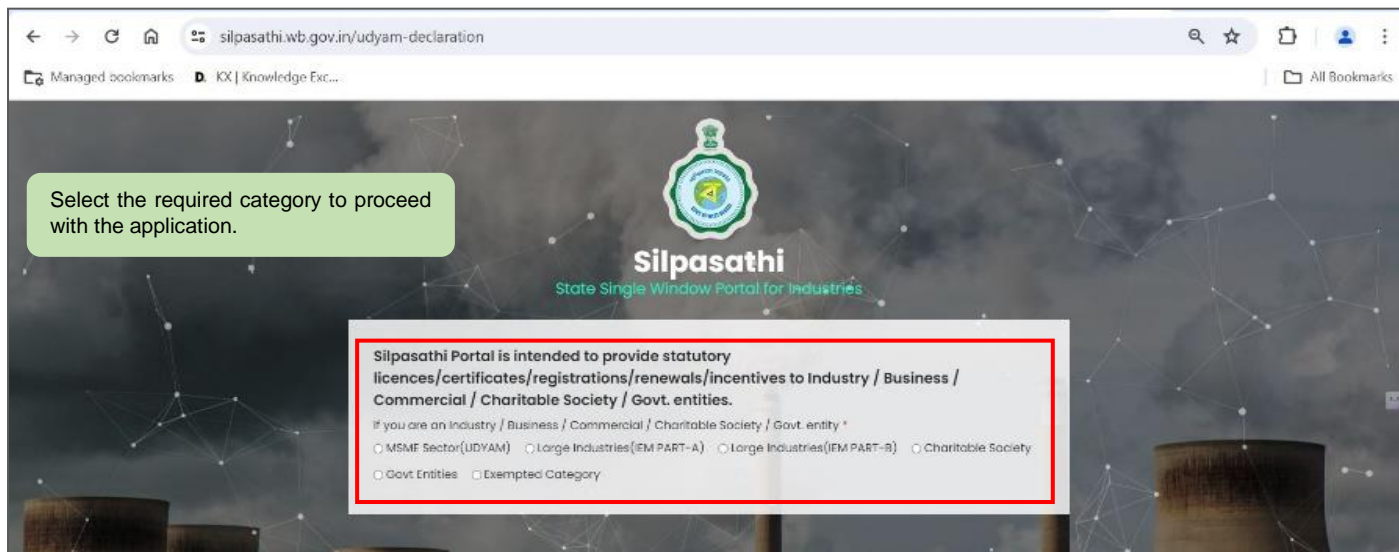 silpasathi.wb.gov.in/udyam-declaration
Managed bookmarks D. KX | Knowledge Exc... All Bookmarks
Select the required category to proceed
with the application.
Silpasathi
State Single Window Portal for Industries
Silpasathi Portal is intended to provide statutory
licences/certificates/registrations/renewals/incentives to Industry / Business /
Commercial / Charitable Society / Govt. entities.
If you are an Industry / Business / Commercial / Charitable Society / Govt. entity *
MSME Sector(UDYAM) Large Industries(IEM PART-A) Large Industries(IEM PART-B) Charitable Society
Govt Entities Exempted Category